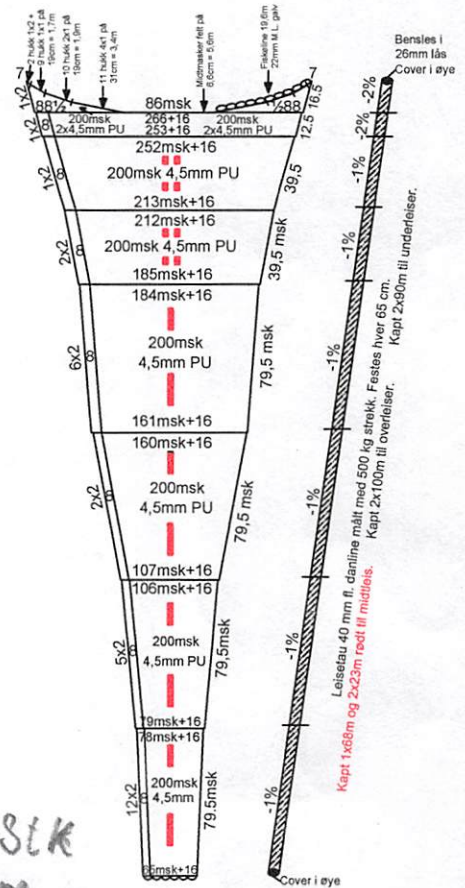 2 hukk 1x2 +
9 hukk 1x1 på
19cm = 1,7m
10 hukk 2x1 på
19cm = 1,9m
11 hukk 4x1 på
31cm = 3,4m
Midtmasker felt på
6,6cm = 5,6m
Fiskeline 19,6m
22mm M.L. galv
Bensles i
26mm lås
Cover i øye
7
7
1x2
88½
86msk
½88
16,5
-2%
1x2
8
200msk
2x4,5mm PU
266+16
253+16
200msk
2x4,5mm PU
12,5
-2%
1x2
8
252msk+16
200msk 4,5mm PU
213msk+16
39,5
-1%
2x2
8
212msk+16
200msk 4,5mm PU
185msk+16
39,5 msk
-1%
6x2
8
184msk+16
200msk
4,5mm PU
161msk+16
79,5 msk
-1%
2x2
8
160msk+16
200msk
4,5mm PU
107msk+16
79,5 msk
-1%
5x2
8
106msk+16
200msk
4,5mm PU
79msk+16
79,5msk
-1%
12x2
8
78msk+16
200msk
4,5mm
65msk+16
79,5msk
-1%
Leisetau 40 mm fl. danline målt med 500 kg strekk. Festes hver 65 cm.
Kapt 2x100m til overleiser.
Kapt 2x90m til underleiser.
Kapt 1x68m og 2x23m rødt til midtleis.
Cover i øye
Stk